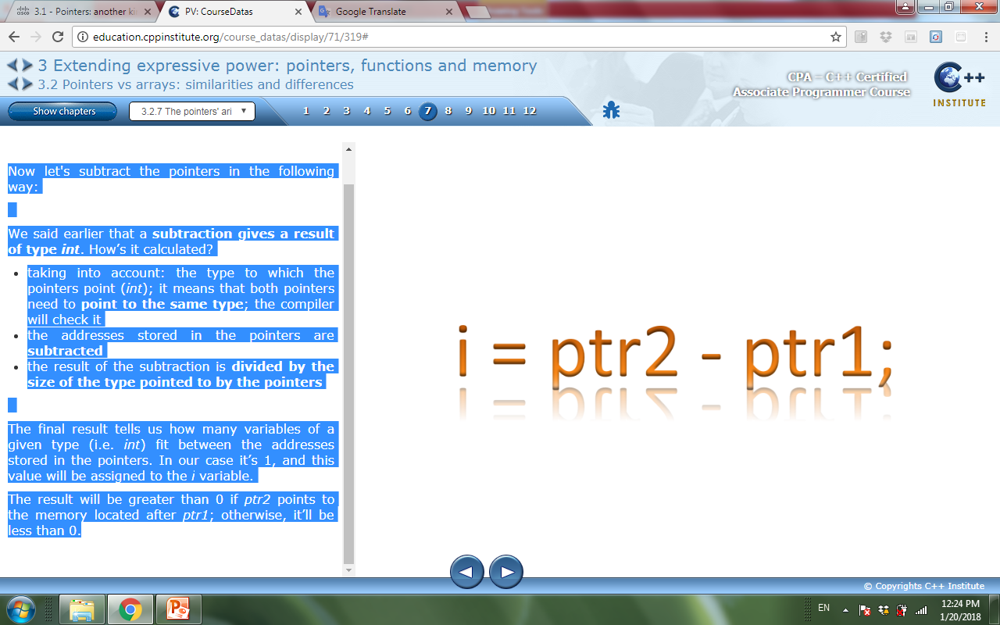 3.1 - Pointers: another ki
PV: CourseDatas
Google Translate
education.cppinstitute.org/course_datas/display/71/319#
3 Extending expressive power: pointers, functions and memory
3.2 Pointers vs arrays: similarities and differences
CPA – C++ Certified
Associate Programmer Course
C++
INSTITUTE
Show chapters
3.2.7 The pointers' ari
1 2 3 4 5 6 7 8 9 10 11 12
Now let's subtract the pointers in the following
way:
We said earlier that a subtraction gives a result
of type int. How's it calculated?
taking into account: the type to which the
pointers point (int); it means that both pointers
need to point to the same type; the compiler
will check it
the addresses stored in the pointers are
subtracted
the result of the subtraction is divided by the
size of the type pointed to by the pointers
The final result tells us how many variables of a
given type (i.e. int) fit between the addresses
stored in the pointers. In our case it's 1, and this
value will be assigned to the i variable.
The result will be greater than 0 if ptr2 points to
the memory located after ptr1; otherwise, it'll be
less than 0.
i = ptr2 - ptr1;
© Copyrights C++ Institute
EN
12:24 PM
1/20/2018